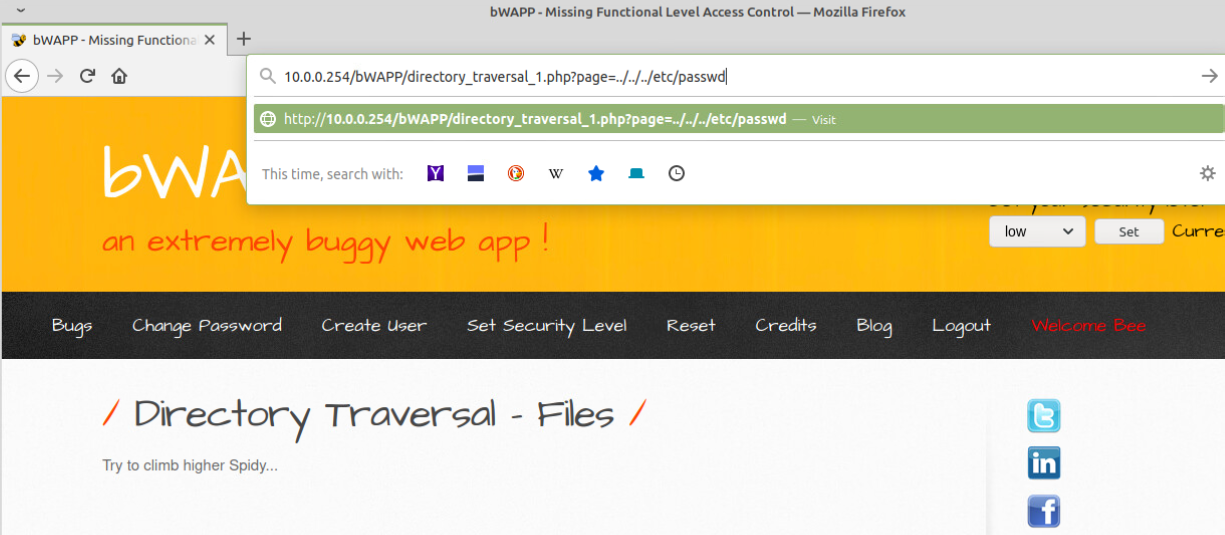 bWAPP - Missing Functional Level Access Control — Mozilla Firefox
bWAPP - Missing Functiona
10.0.0.254/bWAPP/directory_traversal_1.php?page=../../../etc/passwd
http://10.0.0.254/bWAPP/directory_traversal_1.php?page=../../../etc/passwd — Visit
This time, search with:
bWA
an extremely buggy web app !
low Set Curre
Bugs Change Password Create User Set Security Level Reset Credits Blog Logout Welcome Bee
/ Directory Traversal - Files /
Try to climb higher Spidy...